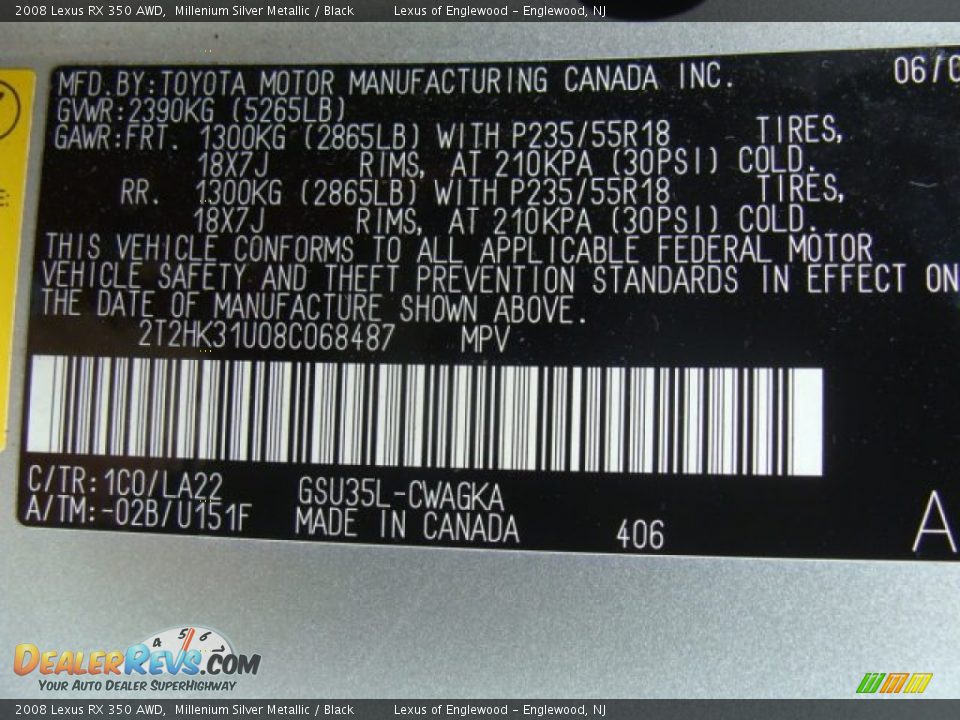 2008 Lexus RX 350 AWD,  Millenium Silver Metallic / Black    Lexus of Englewood - Englewood, NJ
MFD.BY:TOYOTA MOTOR MANUFACTURING CANADA INC.    06/0
GVWR:2390KG (5265LB)
GAWR:FRT.  1300KG (2865LB) WITH P235/55R18    TIRES,
18X7J    RIMS, AT 210KPA (30PSI) COLD.
RR.  1300KG (2865LB) WITH P235/55R18    TIRES,
18X7J    RIMS, AT 210KPA (30PSI) COLD.
THIS VEHICLE CONFORMS TO ALL APPLICABLE FEDERAL MOTOR
VEHICLE SAFETY AND THEFT PREVENTION STANDARDS IN EFFECT ON
THE DATE OF MANUFACTURE SHOWN ABOVE.
2T2HK31U08C068487    MPV
C/TR:1C0/LA22    GSU35L-CWAGKA
A/TM:-02B/U151F    MADE IN CANADA    406    A
4 5 6
DealerRevs.com
Your Auto Dealer SuperHighway
2008 Lexus RX 350 AWD,  Millenium Silver Metallic / Black    Lexus of Englewood - Englewood, NJ